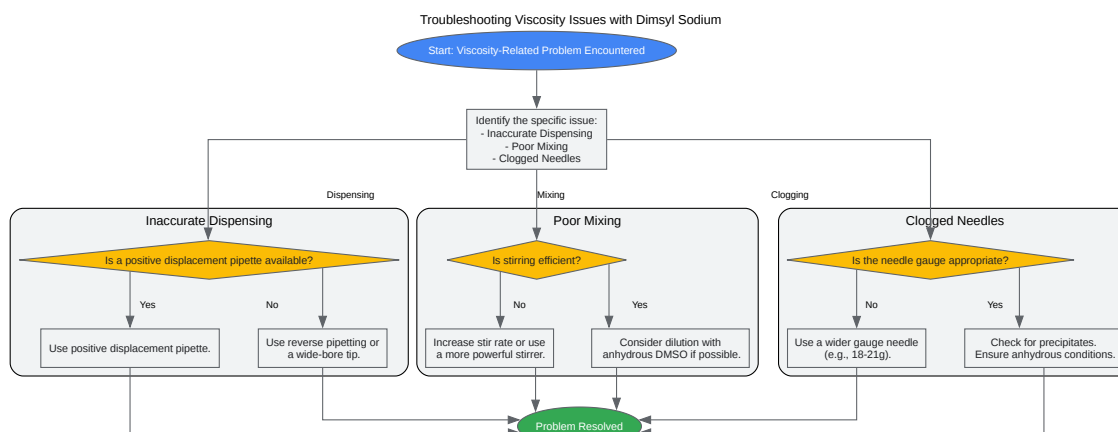 Troubleshooting Viscosity Issues with Dimsyl Sodium
Start: Viscosity-Related Problem Encountered
Identify the specific issue:
- Inaccurate Dispensing
- Poor Mixing
- Clogged Needles
Dispensing
Mixing
Clogging
Inaccurate Dispensing
Is a positive displacement pipette available?
Yes
No
Use positive displacement pipette.
Use reverse pipetting or
a wide-bore tip.
Poor Mixing
Is stirring efficient?
No
Yes
Increase stir rate or use
a more powerful stirrer.
Consider dilution with
anhydrous DMSO if possible.
Clogged Needles
Is the needle gauge appropriate?
No
Yes
Use a wider gauge needle
(e.g., 18-21g).
Check for precipitates.
Ensure anhydrous conditions.
Problem Resolved